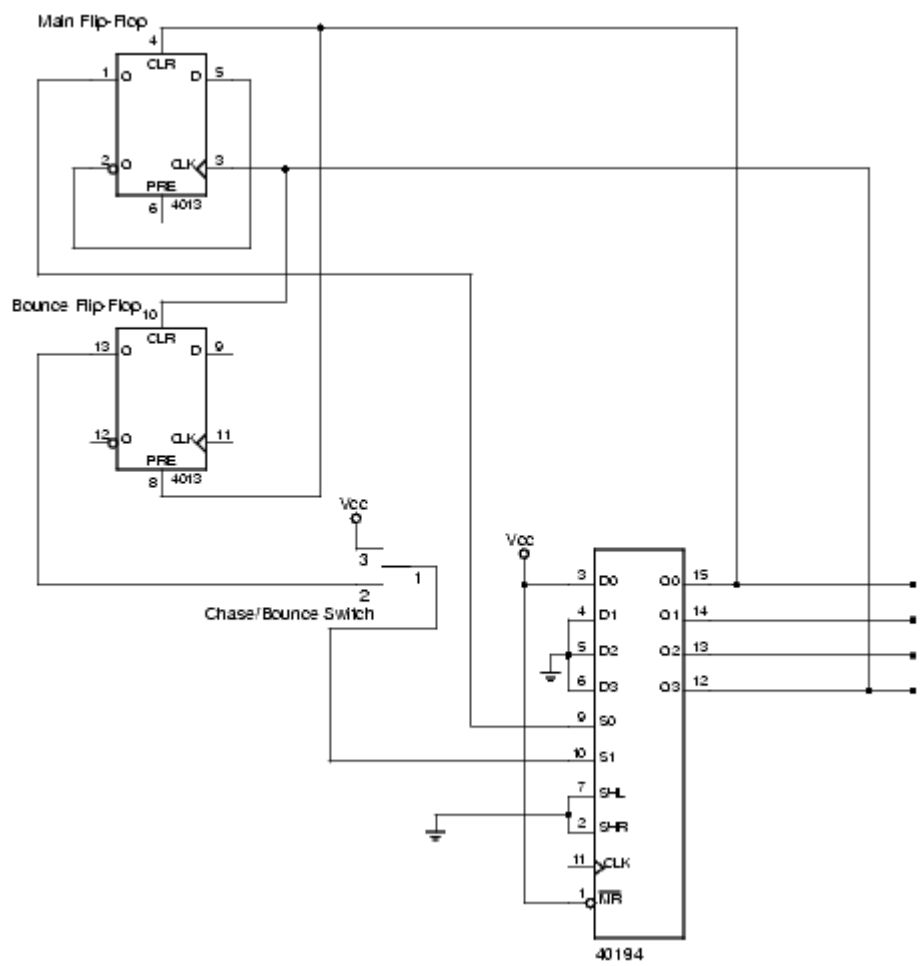 Main Flip-Flop
4
CLR
1 Q D 5
2 Q CLK 3
PRE
6 4013
Bounce Flip-Flop 10
CLR
13 Q D 9
12 Q CLK 11
PRE
8 4013
Vcc
3
1
2
Chase/Bounce Switch
Vcc
3 D0 Q0 15
4 D1 Q1 14
5 D2 Q2 13
6 D3 Q3 12
9 S0
10 S1
7 SHL
2 SHR
11 CLK
1 MR
40194